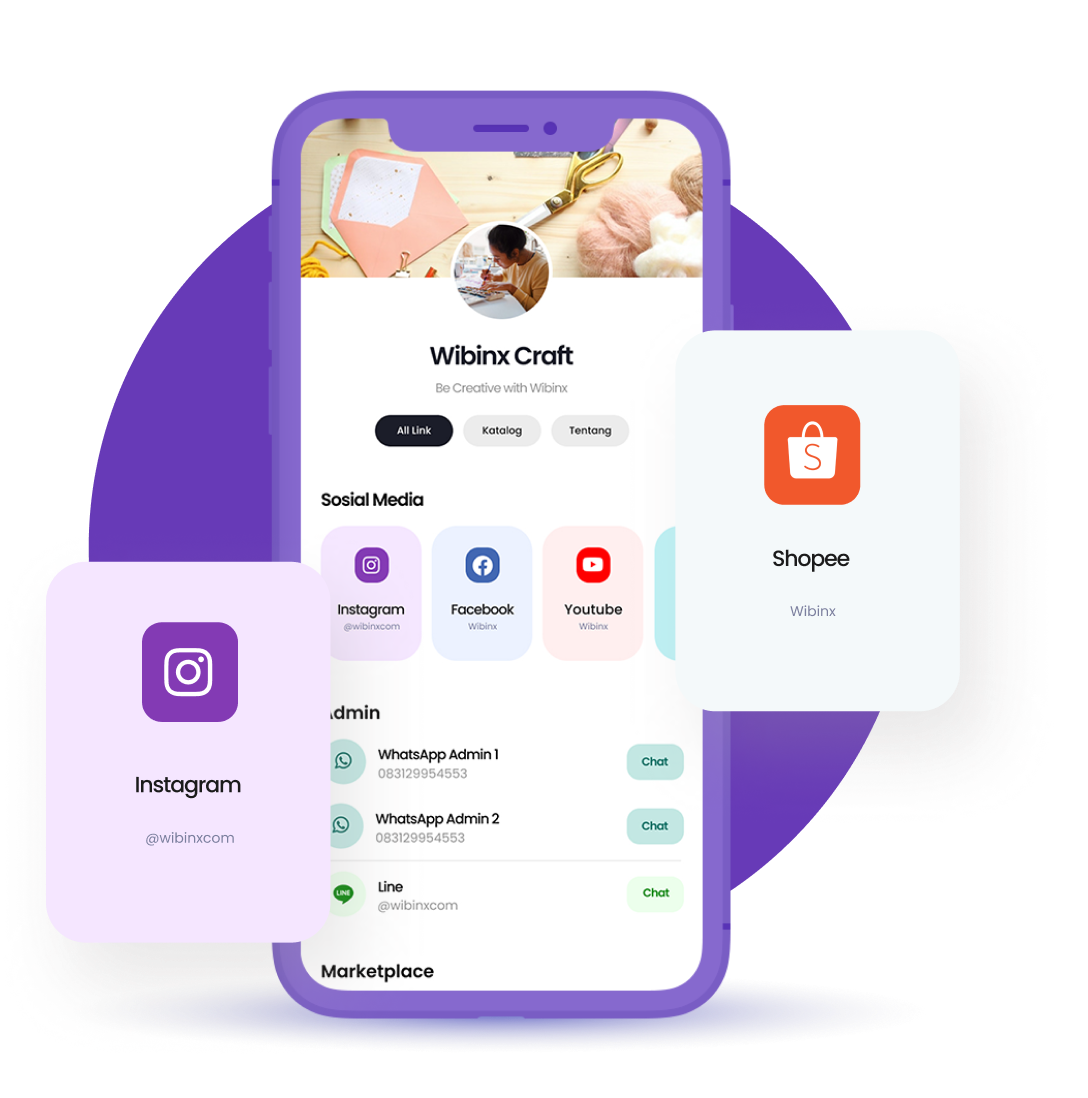 Wibinx Craft
Be Creative with Wibinx
All Link
Katalog
Tentang
Sosial Media
Instagram
@wibinxcom
Facebook
Wibinx
Youtube
Wibinx
S
Shopee
Wibinx
Instagram
@wibinxcom
Admin
WhatsApp Admin 1
083129954553
Chat
WhatsApp Admin 2
083129954553
Chat
LINE
Line
@wibinxcom
Chat
Marketplace